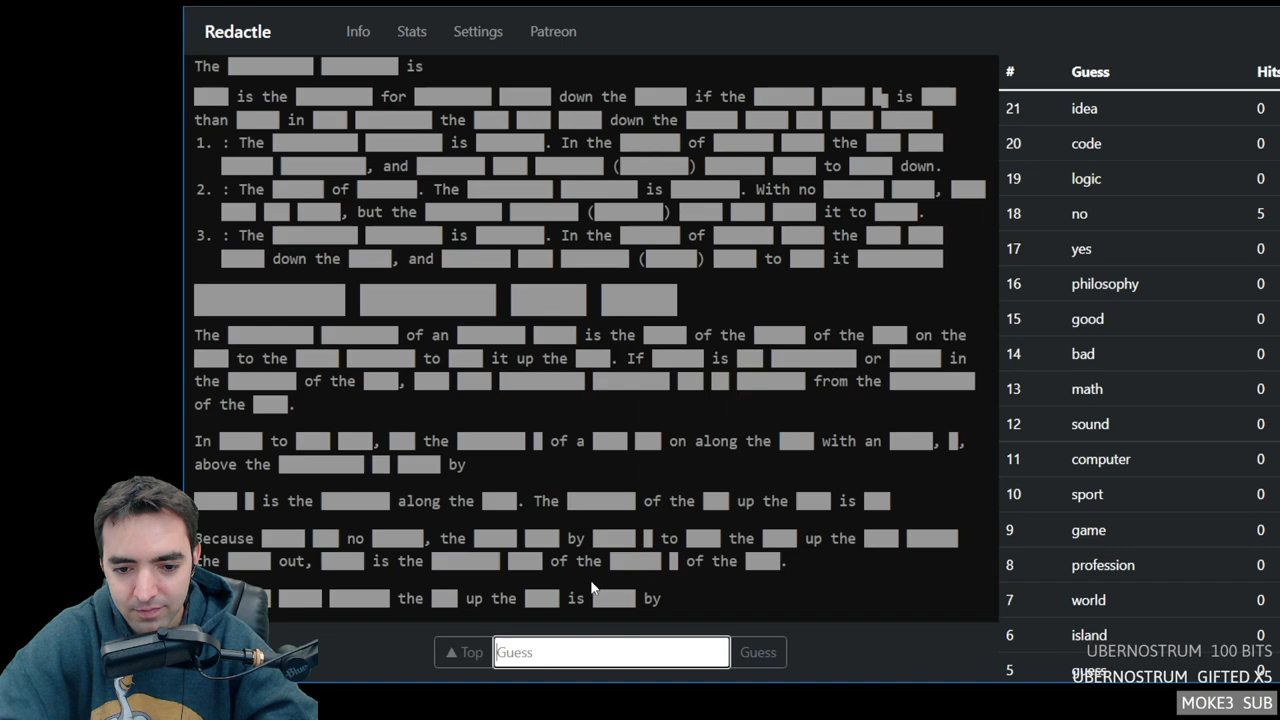 Redactle Info Stats Settings Patreon
The is
is the for down the if the is
than in the down the
1. : The is . In the of the
, and ( ) to down.
2. : The of . The is . With no ,
, but the ( ) it to .
3. : The is . In the of the
down the , and ( ) to it
The of an is the of the of the on the
to the to it up the . If is or in
the of the , from the
of the .
In to , the of a on along the with an , ,
above the by
is the along the . The of the up the is
Because no , the by to the up the
the out, is the of the of the .
the up the is by
▲ Top Guess Guess
# Guess Hits
21 idea 0
20 code 0
19 logic 0
18 no 5
17 yes 0
16 philosophy 0
15 good 0
14 bad 0
13 math 0
12 sound 0
11 computer 0
10 sport 0
9 game 0
8 profession 0
7 world 0
6 island 0
5 guess 0
UBERNOSTRUM 100 BITS
UBERNOSTRUM GIFTED X5
MOKE3 SUB
Blue